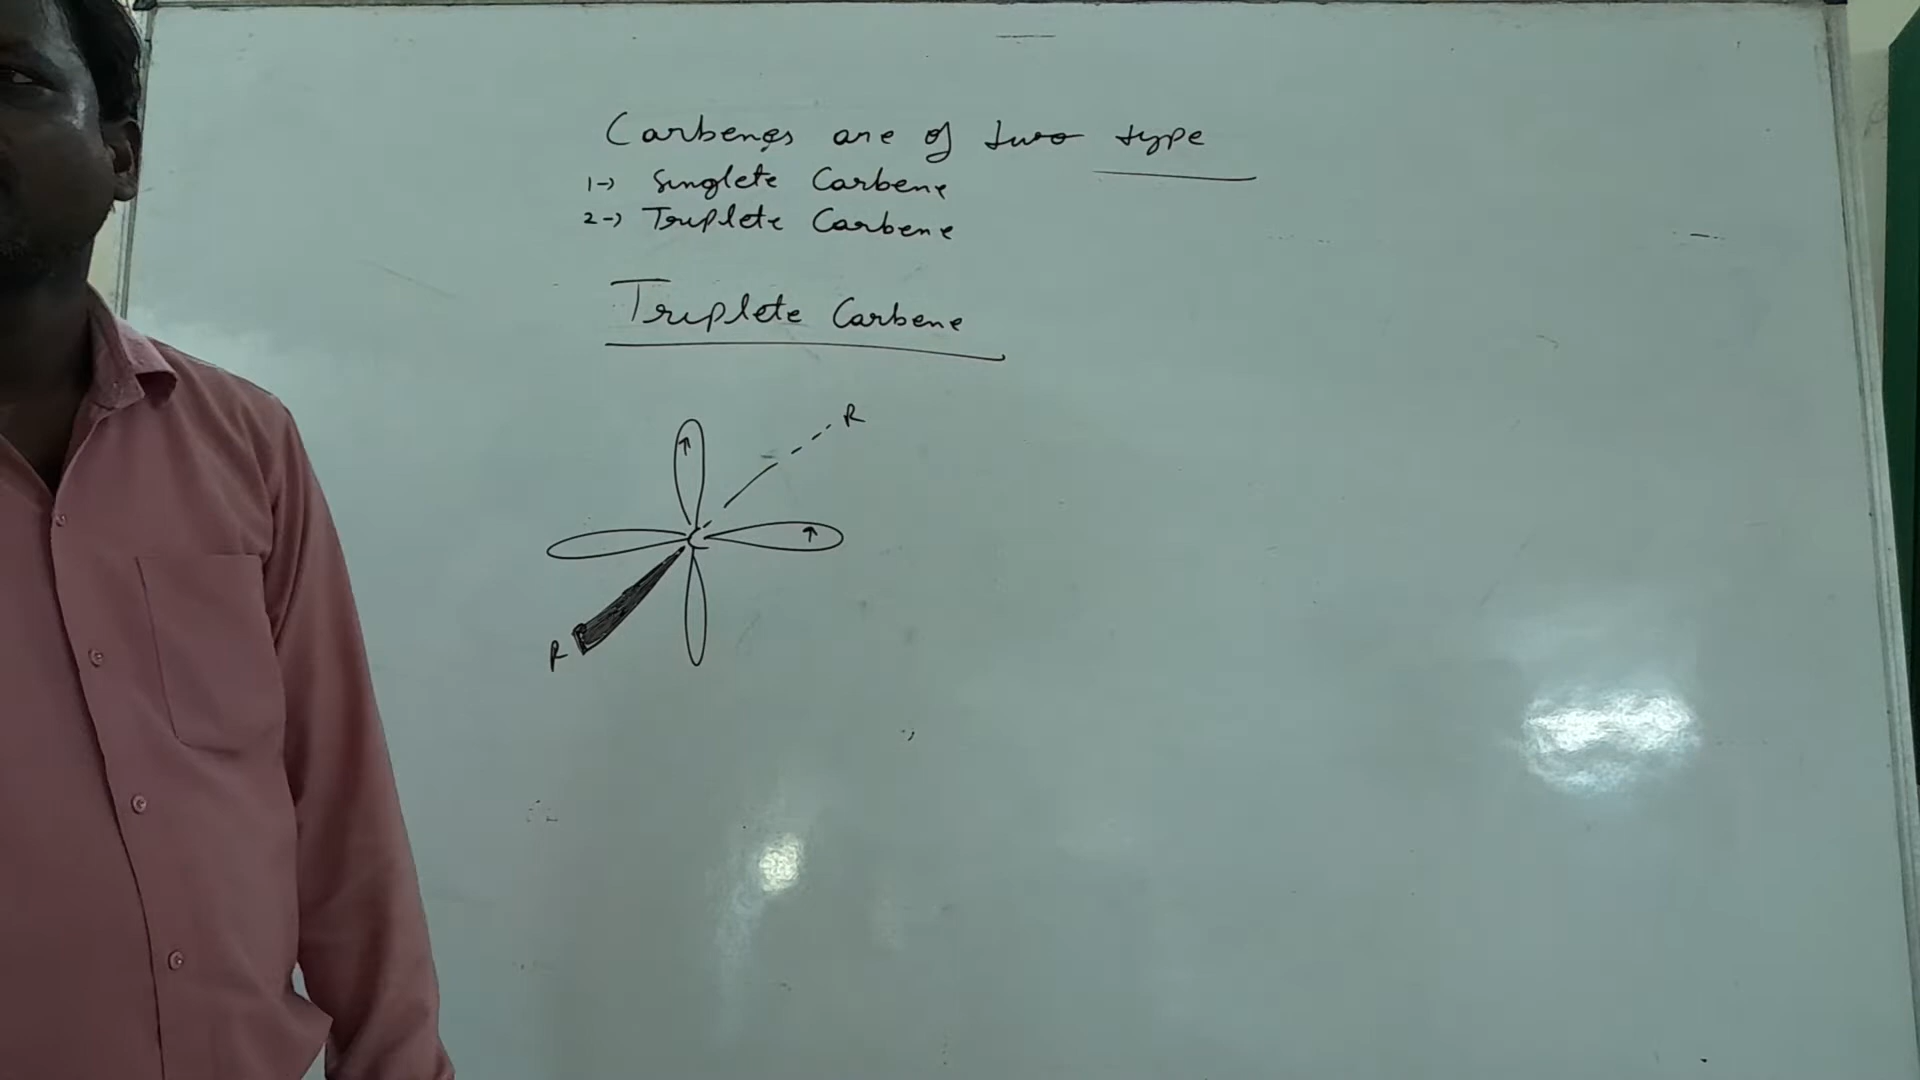 Carbenes are of two type
1-) Singlete Carbene
2-) Triplete Carbene
Triplete Carbene
R
C
R